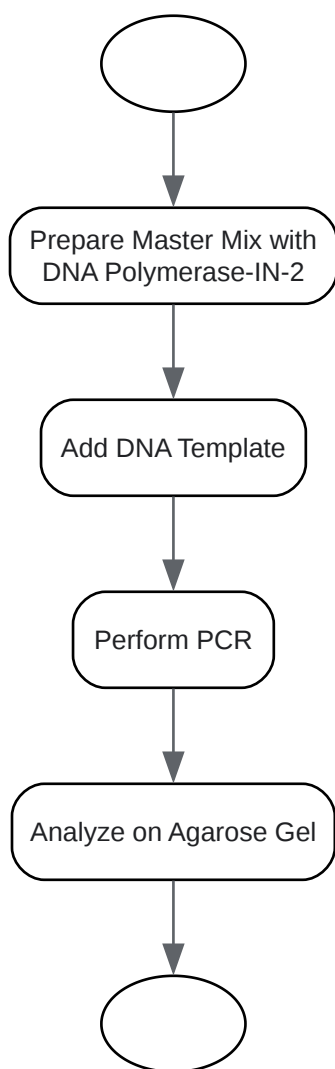 Prepare Master Mix with
DNA Polymerase-IN-2
Add DNA Template
Perform PCR
Analyze on Agarose Gel